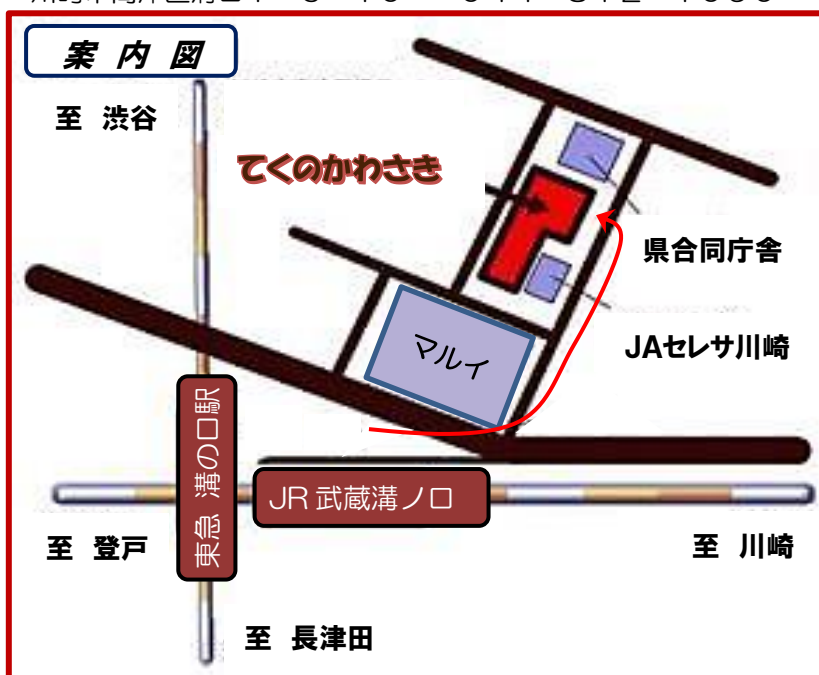 案 内 図
至 渋谷
てくのかわさき
県合同庁舎
JAセレサ川崎
マルイ
東急 溝の口駅
JR 武蔵溝ノ口
至 登戸
至 川崎
至 長津田